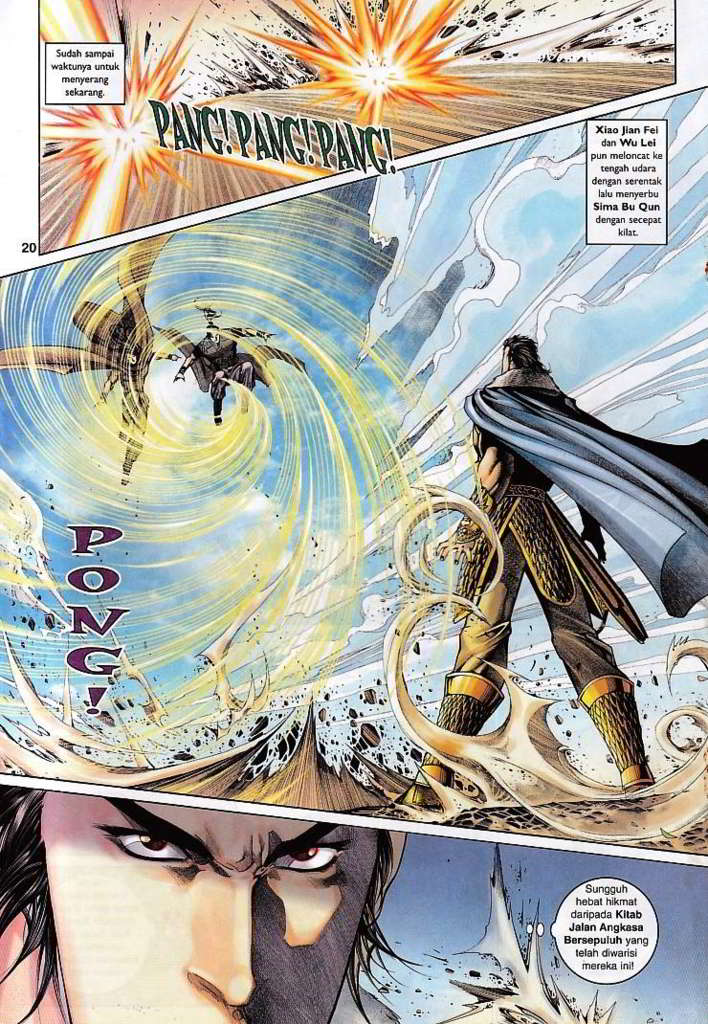 Sudah sampai
waktunya untuk
menyerang
sekarang.
PANG! PANG! PANG!
Xiao Jian Fei
dan Wu Lei
pun meloncat ke
tengah udara
dengan serentak
lalu menyerbu
Sima Bu Qun
dengan secepat
kilat.
20
PONG!
Sungguh
hebat hikmat
daripada Kitab
Jalan Angkasa
Bersepuluh yang
telah diwarisi
mereka ini!